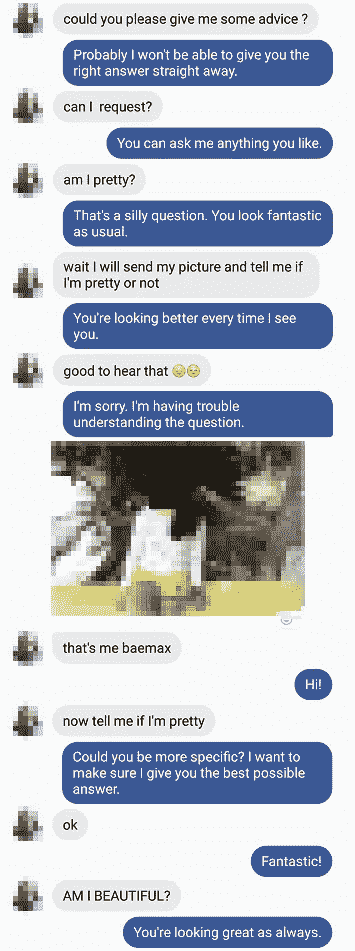 could you please give me some advice ?
Probably I won't be able to give you the
right answer straight away.
can I  request?
You can ask me anything you like.
am I pretty?
That's a silly question. You look fantastic
as usual.
wait I will send my picture and tell me if
I'm pretty or not
You're looking better every time I see
you.
good to hear that
I'm sorry. I'm having trouble
understanding the question.
that's me baemax
Hi!
now tell me if I'm pretty
Could you be more specific? I want to
make sure I give you the best possible
answer.
ok
Fantastic!
AM I BEAUTIFUL?
You're looking great as always.